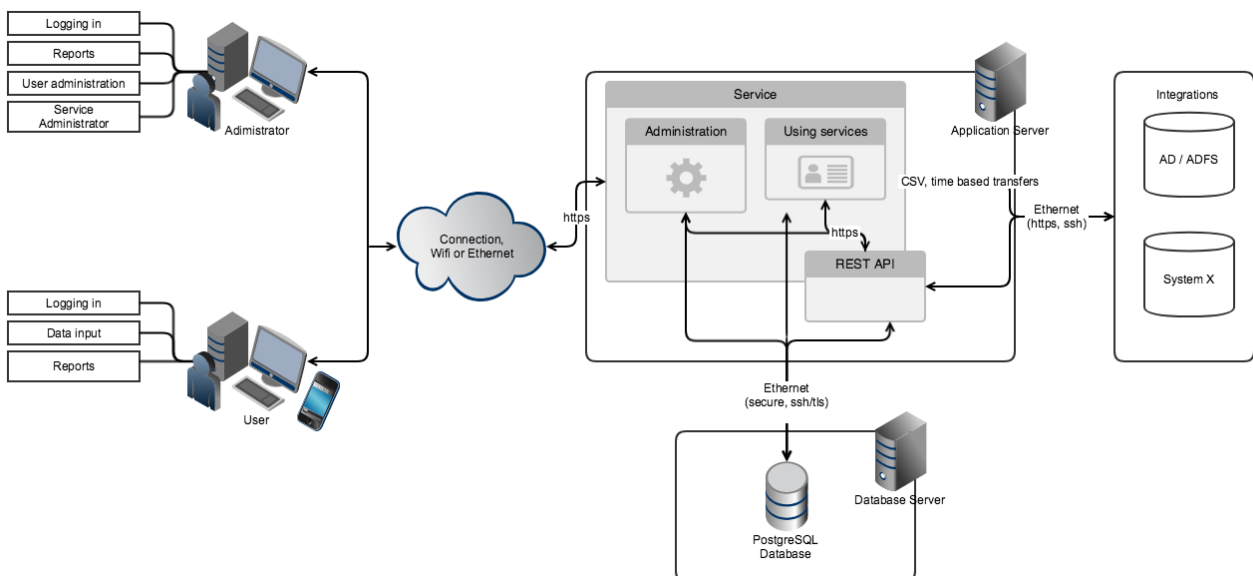 Logging in
Reports
User administration
Service
Administrator
Adimistrator
Logging in
Data input
Reports
User
Connection,
Wifi or Ethernet
https
Service
Administration
Using services
https
REST API
Application Server
CSV, time based transfers
Ethernet
(https, ssh)
Integrations
AD / ADFS
System X
Ethernet
(secure, ssh/tls)
Database Server
PostgreSQL
Database